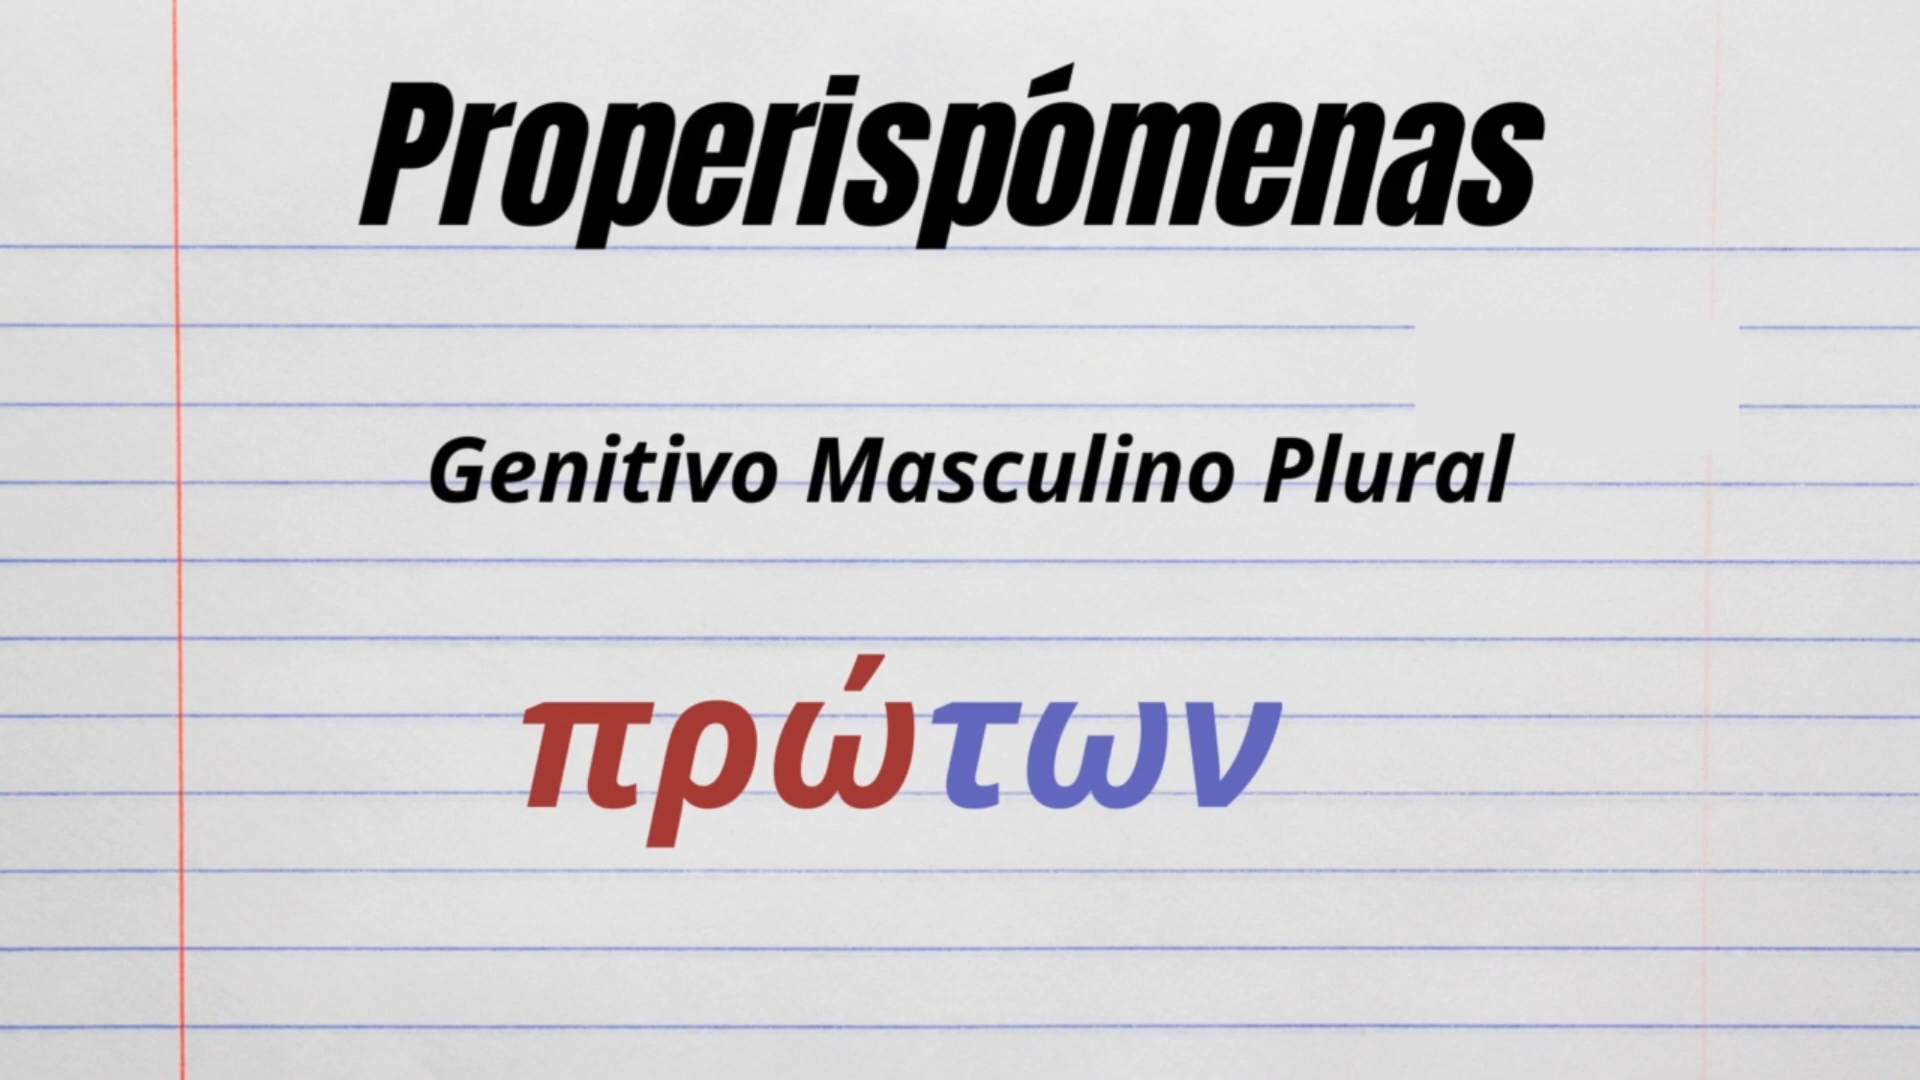 Properispómenas
Genitivo Masculino Plural
πρώτων